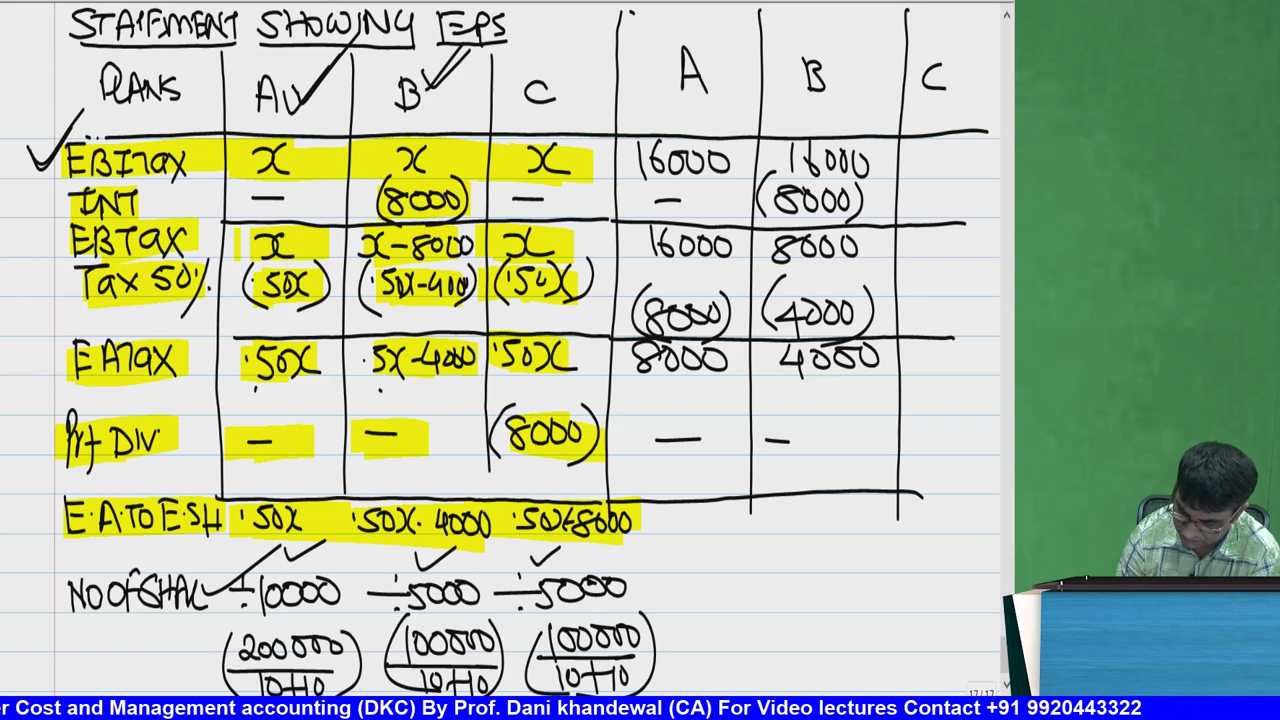 STATEMENT SHOWING EPS
PLANS A B C A B C
EBITax x x x 16000 16000
INT — (8000) — — (8000)
EBTax x x-8000 x 16000 8000
Tax 50% (.50x) (.50x-4000) (.50x) (8000) (4000)
EATax .50x .5x-4000 .50x 8000 4000
Prf DIV. — — (8000) — —
E.A.TO E.SH .50x .50x-4000 .50x-8000
NO OF SHAR ÷10000 ÷5000 ÷5000
(200000/10+10) (100000/10+10) (100000/10+10)
17/17
r Cost and Management accounting (DKC) By Prof. Dani khandewal (CA) For Video lectures Contact +91 9920443322